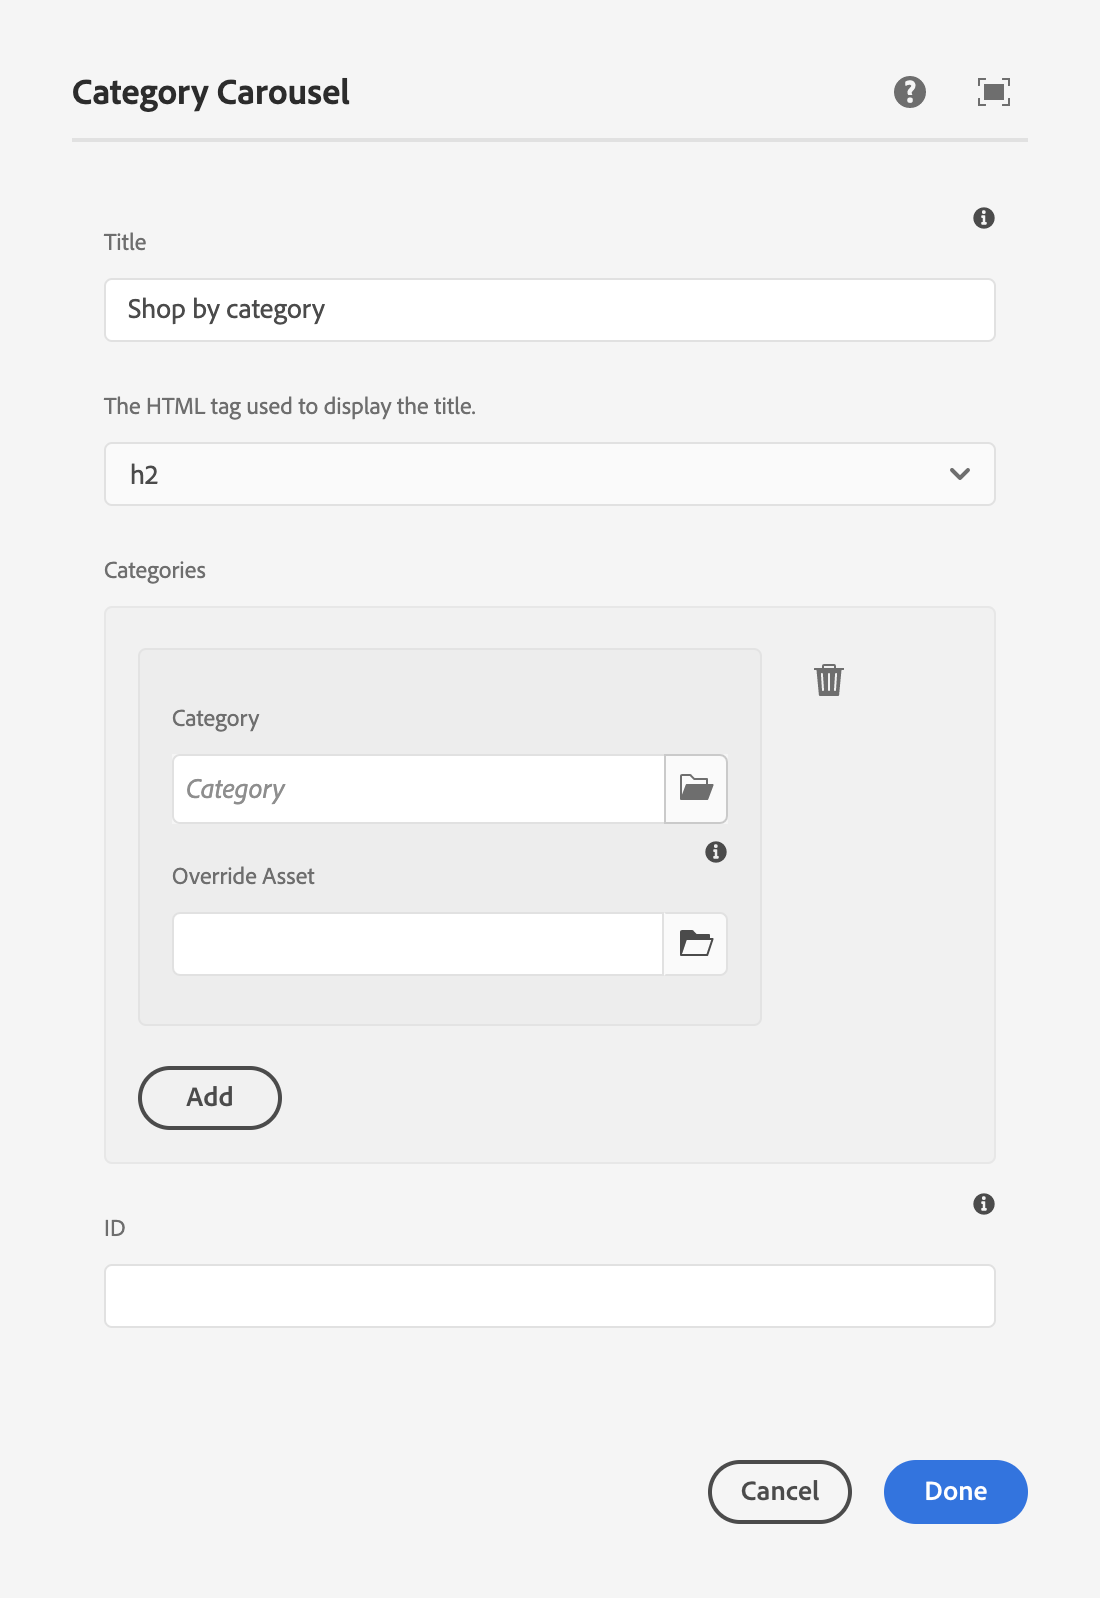 Category Carousel
Title
Shop by category
The HTML tag used to display the title.
h2
Categories
Category
Category
Override Asset
Add
ID
Cancel
Done